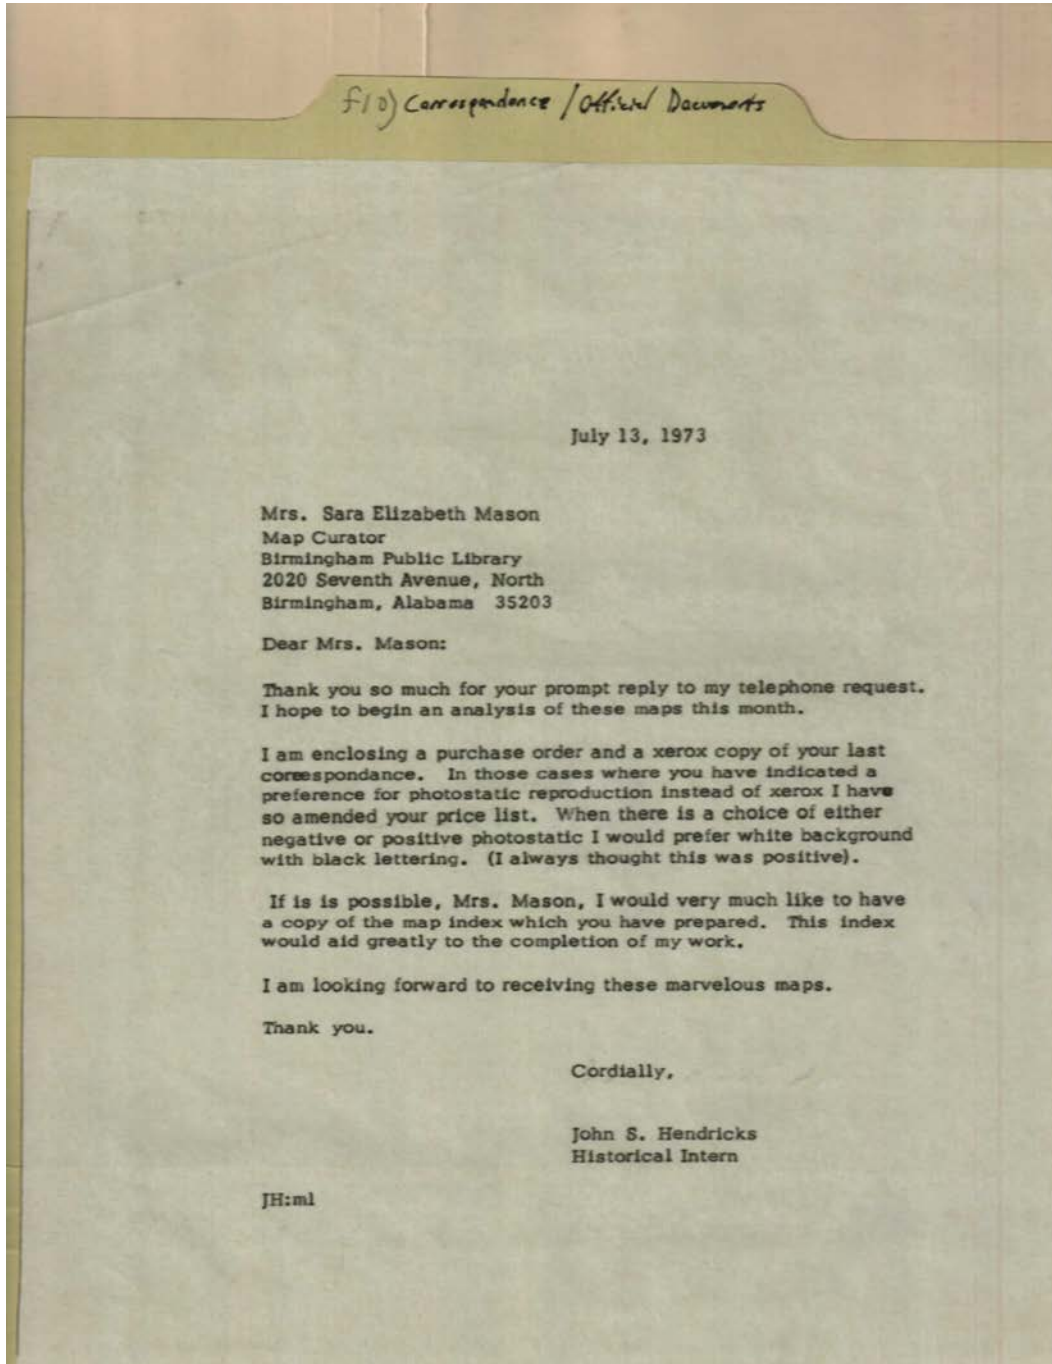 f10) Correspondence / Official Documents
July 13, 1973
Mrs. Sara Elizabeth Mason
Map Curator
Birmingham Public Library
2020 Seventh Avenue, North
Birmingham, Alabama 35203
Dear Mrs. Mason:
Thank you so much for your prompt reply to my telephone request.
I hope to begin an analysis of these maps this month.
I am enclosing a purchase order and a xerox copy of your last
correspondance. In those cases where you have indicated a
preference for photostatic reproduction instead of xerox I have
so amended your price list. When there is a choice of either
negative or positive photostatic I would prefer white background
with black lettering. (I always thought this was positive).
If is is possible, Mrs. Mason, I would very much like to have
a copy of the map index which you have prepared. This index
would aid greatly to the completion of my work.
I am looking forward to receiving these marvelous maps.
Thank you.
Cordially,
John S. Hendricks
Historical Intern
JH:ml